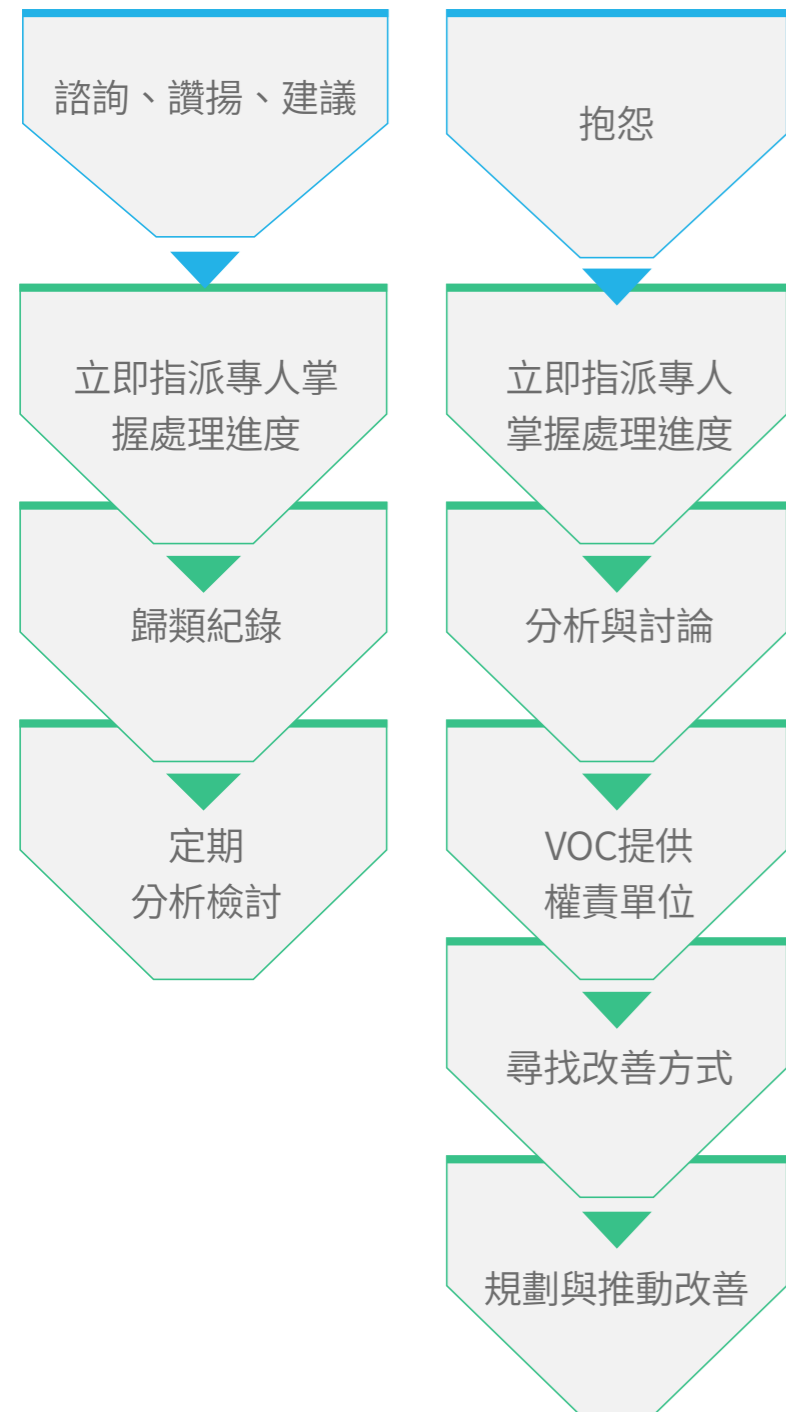 諮詢、讚揚、建議
立即指派專人掌
握處理進度
歸類紀錄
定期
分析檢討
抱怨
立即指派專人
掌握處理進度
分析與討論
VOC提供
權責單位
尋找改善方式
規劃與推動改善